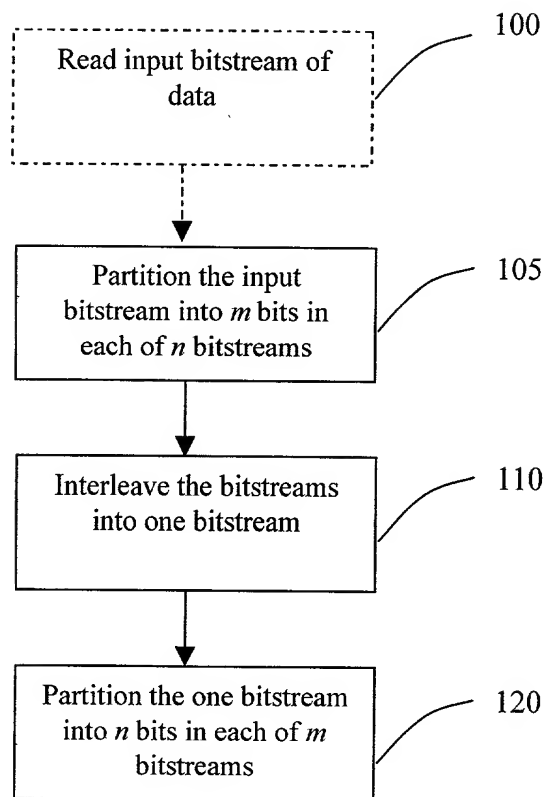 100
Read input bitstream of
data
105
Partition the input
bitstream into m bits in
each of n bitstreams
110
Interleave the bitstreams
into one bitstream
120
Partition the one bitstream
into n bits in each of m
bitstreams